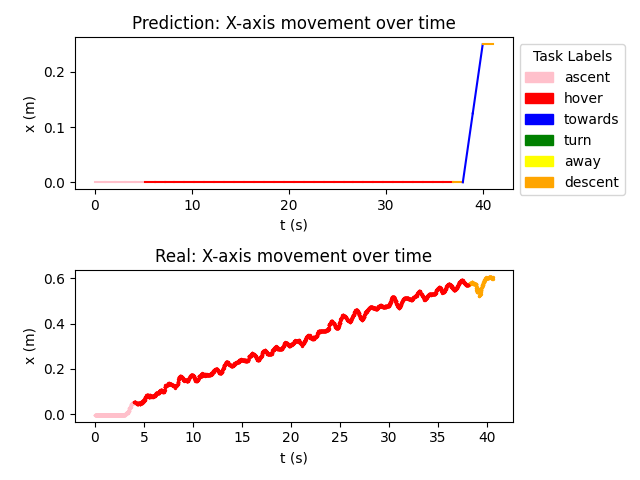 Prediction: X-axis movement over time
x (m)
0.2
0.1
0.0
0 10 20 30 40
t (s)
Task Labels
ascent
hover
towards
turn
away
descent
Real: X-axis movement over time
x (m)
0.6
0.4
0.2
0.0
0 5 10 15 20 25 30 35 40
t (s)